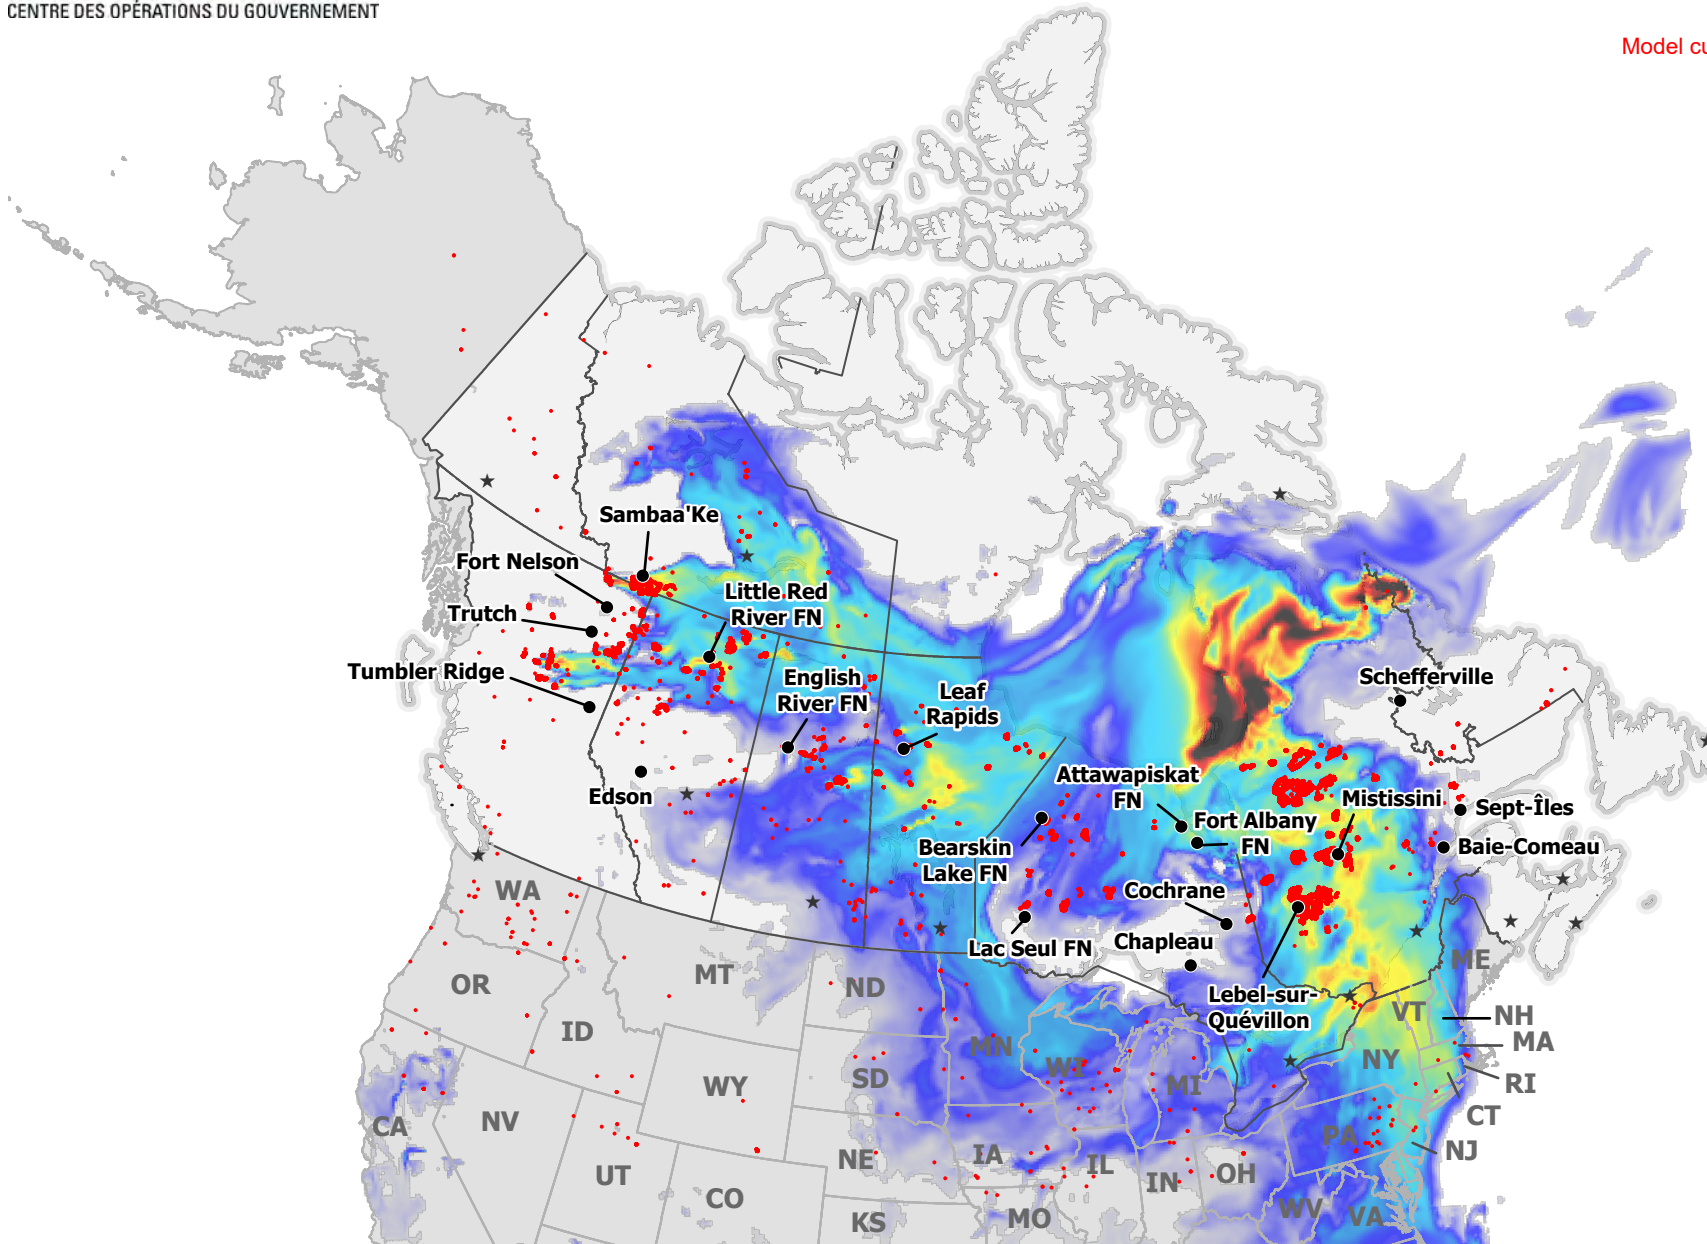 CENTRE DES OPÉRATIONS DU GOUVERNEMENT
Model cu
Sambaa'Ke
Fort Nelson
Little Red
River FN
Trutch
Tumbler Ridge
English
River FN
Leaf
Rapids
Schefferville
Attawapiskat
FN
Edson
Mistissini
Sept-Îles
Fort Albany
FN
Bearskin
Lake FN
Baie-Comeau
Cochrane
WA
Chapleau
Lac Seul FN
ME
MT
OR
ND
Lebel-sur-
Quévillon
VT
NH
ID
MN
MA
WI
NY
SD
WY
MI
RI
NV
CA
CT
PA
NJ
NE
IA
IL
UT
IN
OH
CO
WV
VA
KS
MO